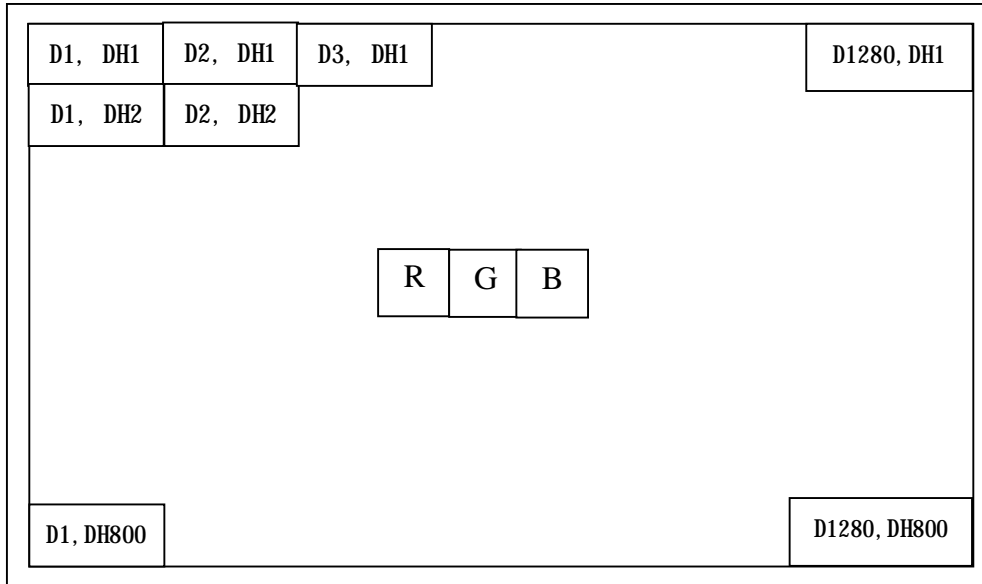 D1, DH1 D2, DH1 D3, DH1 D1280,DH1
D1, DH2 D2, DH2
R G B
D1,DH800 D1280,DH800